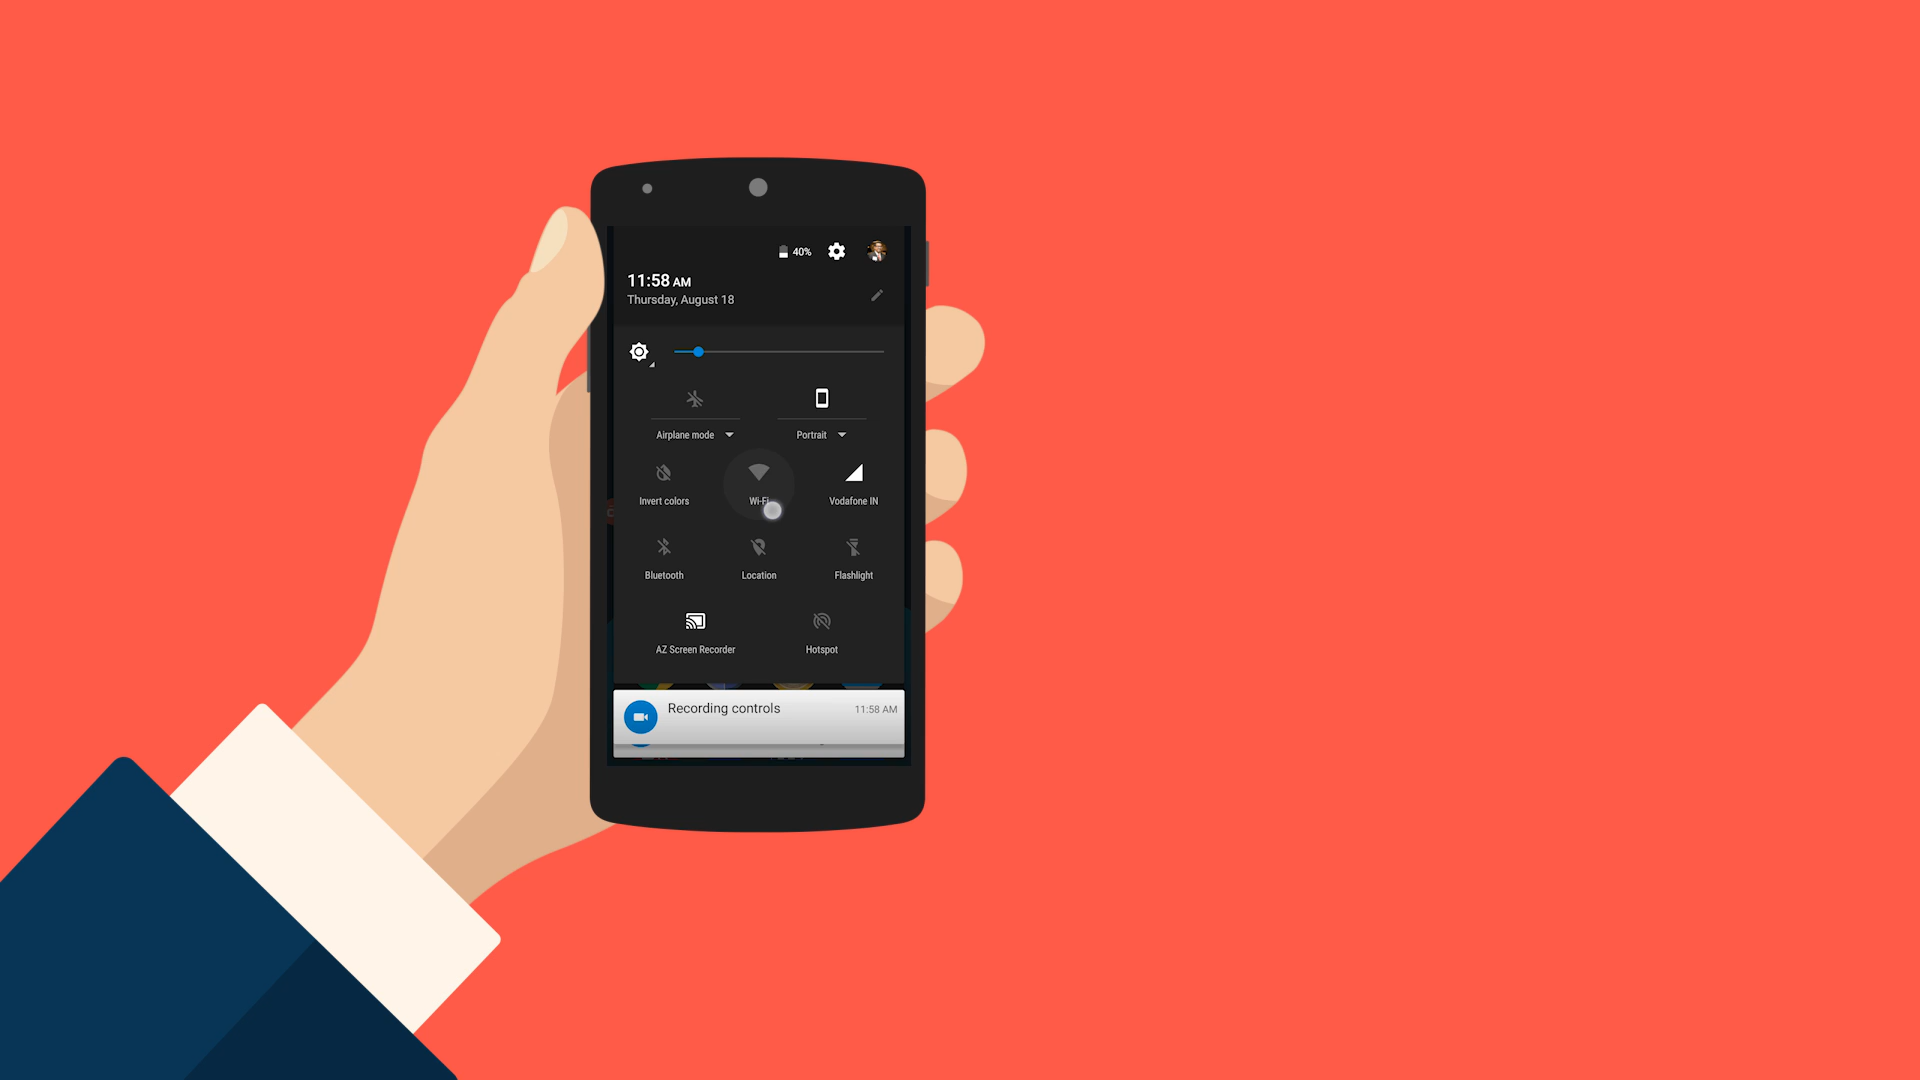 40%
11:58 AM
Thursday, August 18
Airplane mode
Portrait
Invert colors
Wi-Fi
Vodafone IN
Bluetooth
Location
Flashlight
AZ Screen Recorder
Hotspot
Recording controls
11:58 AM